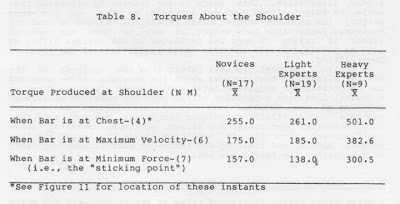 Table 8. Torques About the Shoulder
Novices Light Heavy
Experts Experts
(N=17) (N=19) (N=9)
Torque Produced at Shoulder (N M) X̅ X̅ X̅
When Bar is at Chest-(4)* 255.0 261.0 501.0
When Bar is at Maximum Velocity-(6) 175.0 185.0 382.6
When Bar is at Minimum Force-(7) 157.0 138.0 300.5
(i.e., the "sticking point")
*See Figure 11 for location of these instants